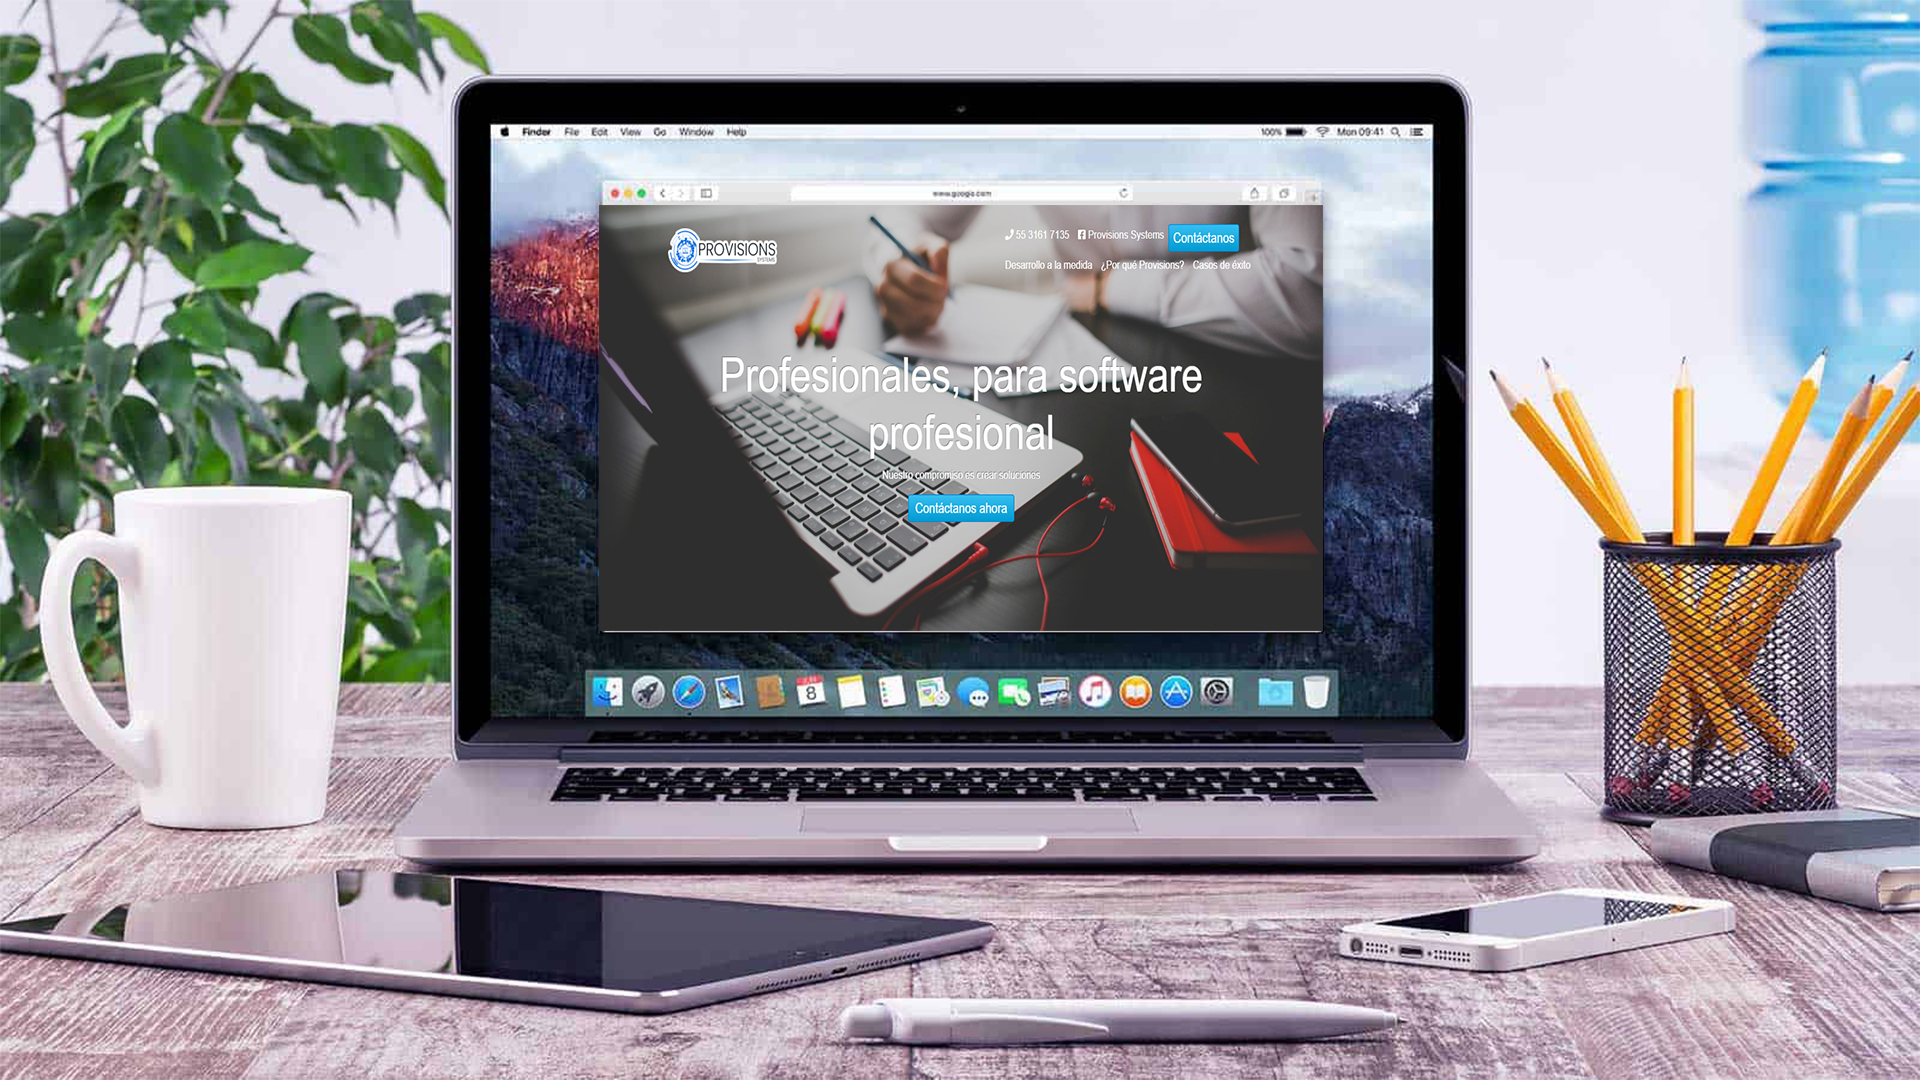 Finder File Edit View Go Window Help
100% Mon 09:41
www.google.com
PROVISIONS
SYSTEMS
55 3161 7135 Provisions Systems Contáctanos
Desarrollo a la medida ¿Por qué Provisions? Casos de éxito
Profesionales, para software
profesional
Nuestro compromiso es crear soluciones
Contáctanos ahora
8